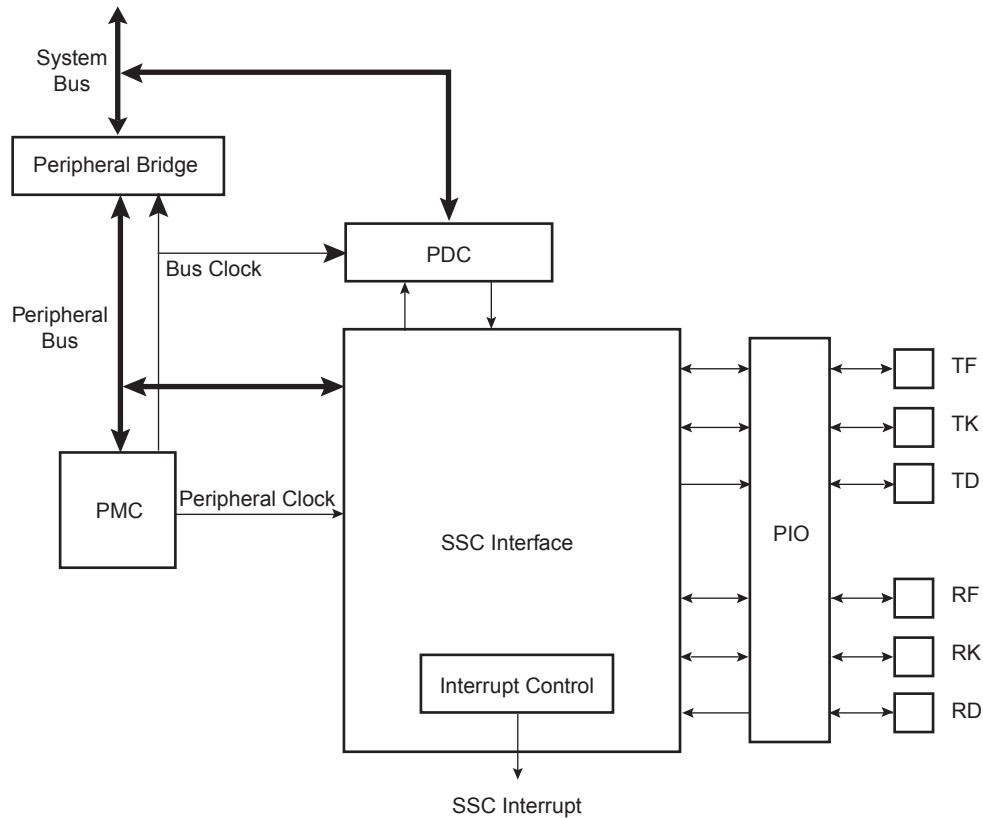 System
Bus
Peripheral Bridge
PDC
Bus Clock
Peripheral
Bus
TF
TK
TD
PMC
Peripheral Clock
SSC Interface
PIO
RF
RK
RD
Interrupt Control
SSC Interrupt